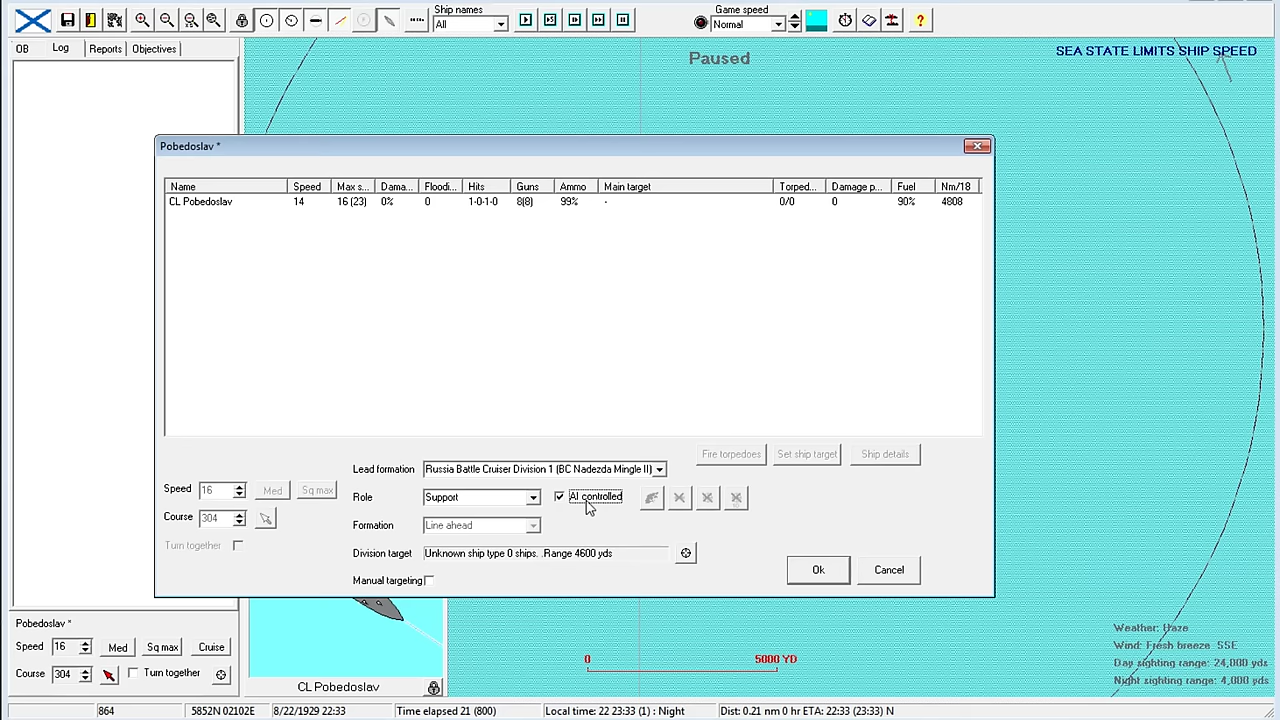 Ship names
All
Game speed
Normal
?
OB Log Reports Objectives
Paused
SEA STATE LIMITS SHIP SPEED
Pobedoslav *
Name Speed Max s... Dama... Floodi... Hits Guns Ammo Main target Torped... Damage p... Fuel Nm/18
CL Pobedoslav 14 16 (23) 0% 0 1-0-1-0 8(8) 99% - 0/0 0 90% 4808
Fire torpedoes Set ship target Ship details
Lead formation Russia Battle Cruiser Division 1 (BC Nadezda Mingle II)
Speed 16 Med Sq max
Role Support AI controlled
Course 304
Formation Line ahead
Turn together
Division target Unknown ship type 0 ships. .Range 4600 yds
Ok Cancel
Manual targeting
Pobedoslav *
Speed 16 Med Sq max Cruise
Course 304 Turn together
CL Pobedoslav
0 5000 YD
Weather: Haze
Wind: Fresh breeze SSE
Day sighting range: 24,000 yds
Night sighting range: 4,000 yds
864 5852N 02102E 8/22/1929 22:33 Time elapsed 21 (800) Local time: 22 23:33 (1) : Night Dist: 0.21 nm 0 hr ETA: 22:33 (23:33) N